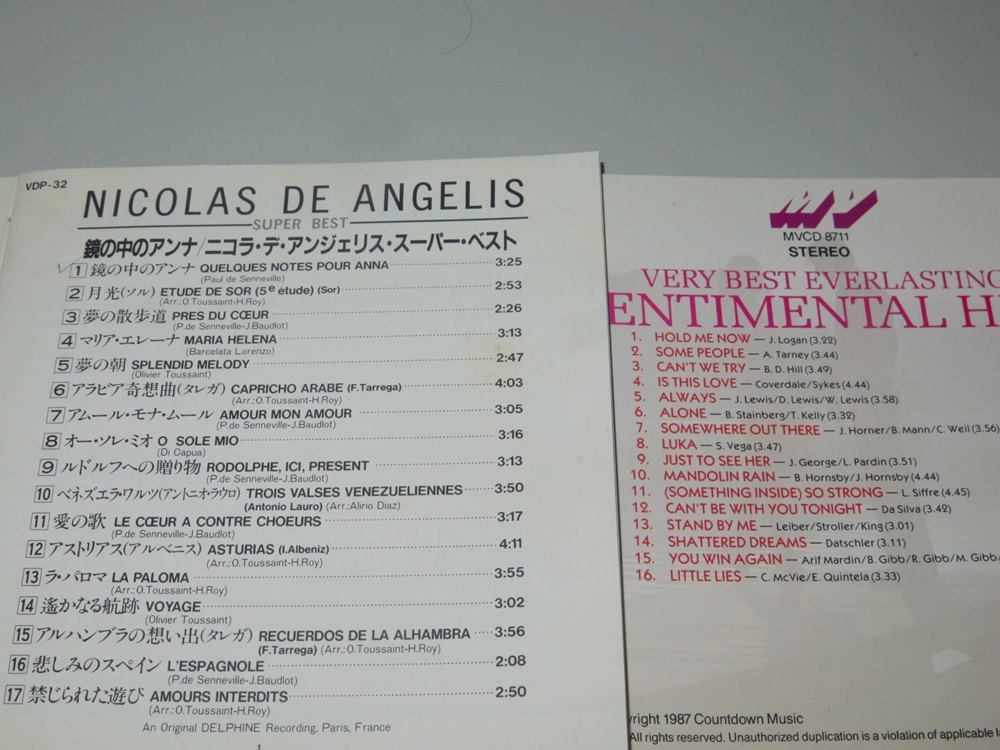 VDP-32
NICOLAS DE ANGELIS
SUPER BEST
鏡の中のアンナ/ニコラ・デ・アンジェリス・スーパー・ベスト
1 鏡の中のアンナ QUELQUES NOTES POUR ANNA 3:25
(Paul de Senneville)
2 月光(ソル) ETUDE DE SOR (5e etude) (Sor) 2:53
(Arr.:O.Toussaint-H.Roy)
3 夢の散歩道 PRES DU CŒUR 2:26
(P.de Senneville-J.Baudlot)
4 マリア・エレーナ MARIA HELENA 3:13
(Barcelata Lorenzo)
5 夢の朝 SPLENDID MELODY 2:47
(Olivier Toussaint)
6 アラビア奇想曲(タレガ) CAPRICHO ARABE (F.Tarrega) 4:03
(Arr.:O.Toussaint-H.Roy)
7 アムール・モナ・ムール AMOUR MON AMOUR 3:05
(P.de Senneville-J.Baudlot)
8 オー・ソレ・ミオ O SOLE MIO 3:16
(Di Capua)
9 ルドルフへの贈り物 RODOLPHE, ICI, PRESENT 3:13
(P.de Senneville-J.Baudlot)
10 ベネズエラ・ワルツ(アントニオ・ラウロ) TROIS VALSES VENEZUELIENNES 3:50
(Antonio Lauro) (Arr.:Alirio Diaz)
11 愛の歌 LE CŒUR A CONTRE CHOEURS 3:17
(P.de Senneville-J.Baudlot)
12 アストリアス(アルベニス) ASTURIAS (I.Albeniz) 4:11
(Arr.:O.Toussaint-H.Roy)
13 ラ・パロマ LA PALOMA 3:55
(Arr.:O.Toussaint-H.Roy)
14 遙かなる航跡 VOYAGE 3:02
(Olivier Toussaint)
15 アルハンブラの想い出(タレガ) RECUERDOS DE LA ALHAMBRA 3:56
(F.Tarrega) (Arr.:O.Toussaint-H.Roy)
16 悲しみのスペイン L'ESPAGNOLE 2:08
(P.de Senneville-J.Baudlot)
17 禁じられた遊び AMOURS INTERDITS 2:50
(Arr.:O.Toussaint-H.Roy)
An Original DELPHINE Recording, Paris, France
1
MV
MVCD 8711
STEREO
VERY BEST EVERLASTING
ENTIMENTAL H
1. HOLD ME NOW — J. Logan (3.22)
2. SOME PEOPLE — A. Tarney (3.44)
3. CAN'T WE TRY — B. D. Hill (3.49)
4. IS THIS LOVE — Coverdale/Sykes (4.44)
5. ALWAYS — J. Lewis/D. Lewis/W. Lewis (3.58)
6. ALONE — B. Stainberg/T. Kelly (3.32)
7. SOMEWHERE OUT THERE — J. Horner/B. Mann/C. Weil (3.56)
8. LUKA — S. Vega (3.47)
9. JUST TO SEE HER — J. George/L. Pardin (3.51)
10. MANDOLIN RAIN — B. Hornsby/J. Hornsby (4.44)
11. (SOMETHING INSIDE) SO STRONG — L. Siffre (4.45)
12. CAN'T BE WITH YOU TONIGHT — Da Silva (3.42)
13. STAND BY ME — Leiber/Stroller/King (3.01)
14. SHATTERED DREAMS — Datschler (3.11)
15. YOU WIN AGAIN — Arif Mardin/B. Gibb/R. Gibb/M. Gibb
16. LITTLE LIES — C. McVie/E. Quintela (3.33)
right 1987 Countdown Music
All rights reserved. Unauthorized duplication is a violation of applicable